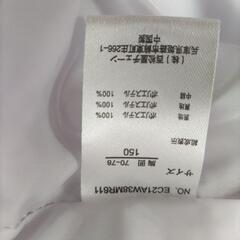 NO. EC21AW38MR611
サイズ
150
胸囲 70-78
組成表示
表地 ポリエステル 100%
裏地 ポリエステル 100%
中綿 ポリエステル 100%
中国製
(株)西松屋チェーン
兵庫県姫路市飾東町庄266-1